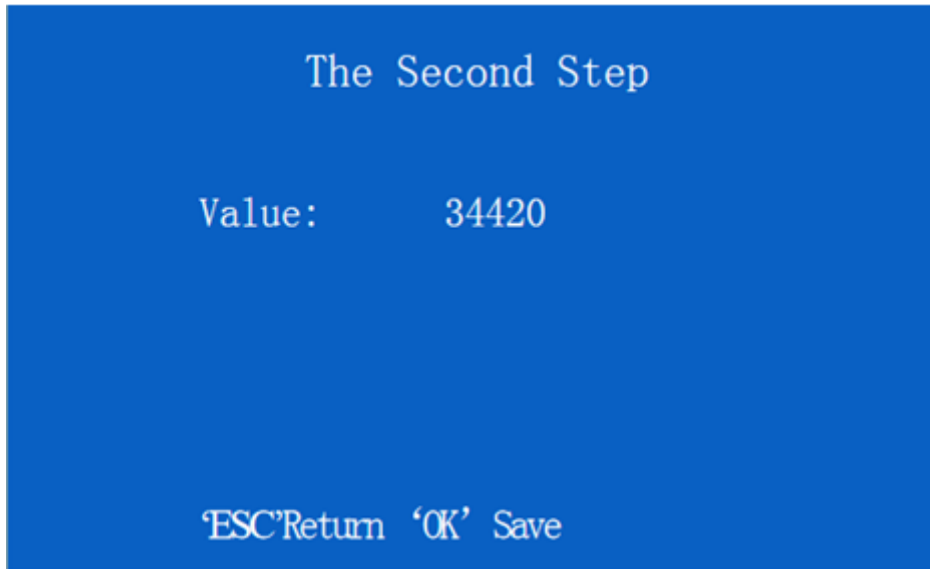 The Second Step
Value: 34420
‘ESC’Return ‘OK’ Save